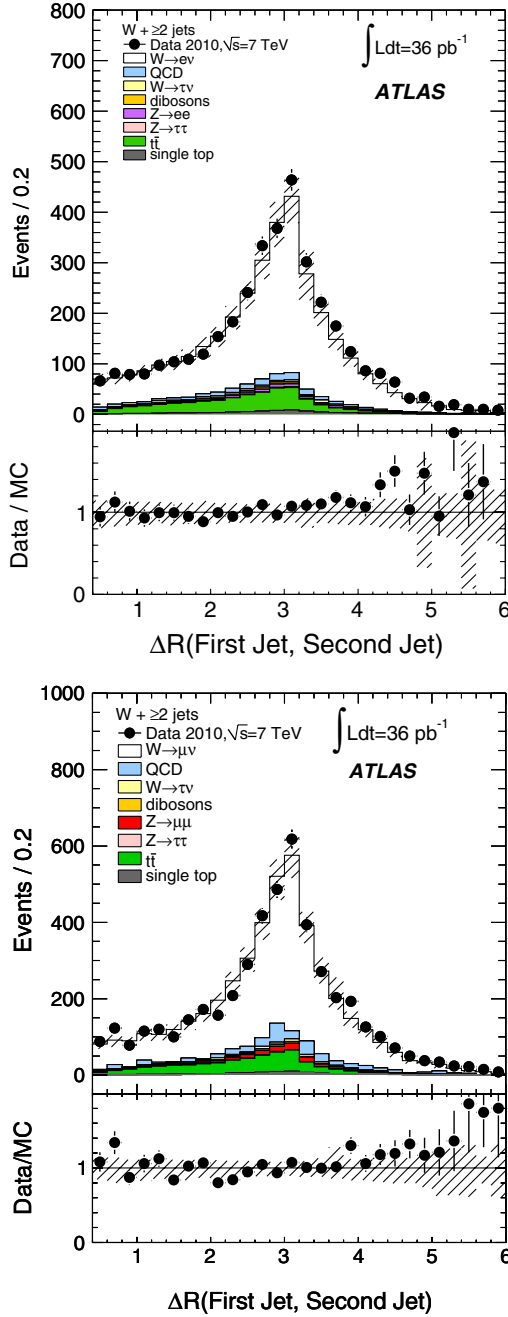 800
W + ≥2 jets
Data 2010,√s=7 TeV
W→eν
QCD
W→τν
dibosons
Z→ee
Z→ττ
tt̄
single top
∫Ldt=36 pb⁻¹
ATLAS
700
600
500
400
300
200
100
0
Events / 0.2
1
0
Data / MC
1 2 3 4 5 6
ΔR(First Jet, Second Jet)
1000
W + ≥2 jets
Data 2010,√s=7 TeV
W→μν
QCD
W→τν
dibosons
Z→μμ
Z→ττ
tt̄
single top
∫Ldt=36 pb⁻¹
ATLAS
800
600
400
200
0
Events / 0.2
1
0
Data/MC
1 2 3 4 5 6
ΔR(First Jet, Second Jet)